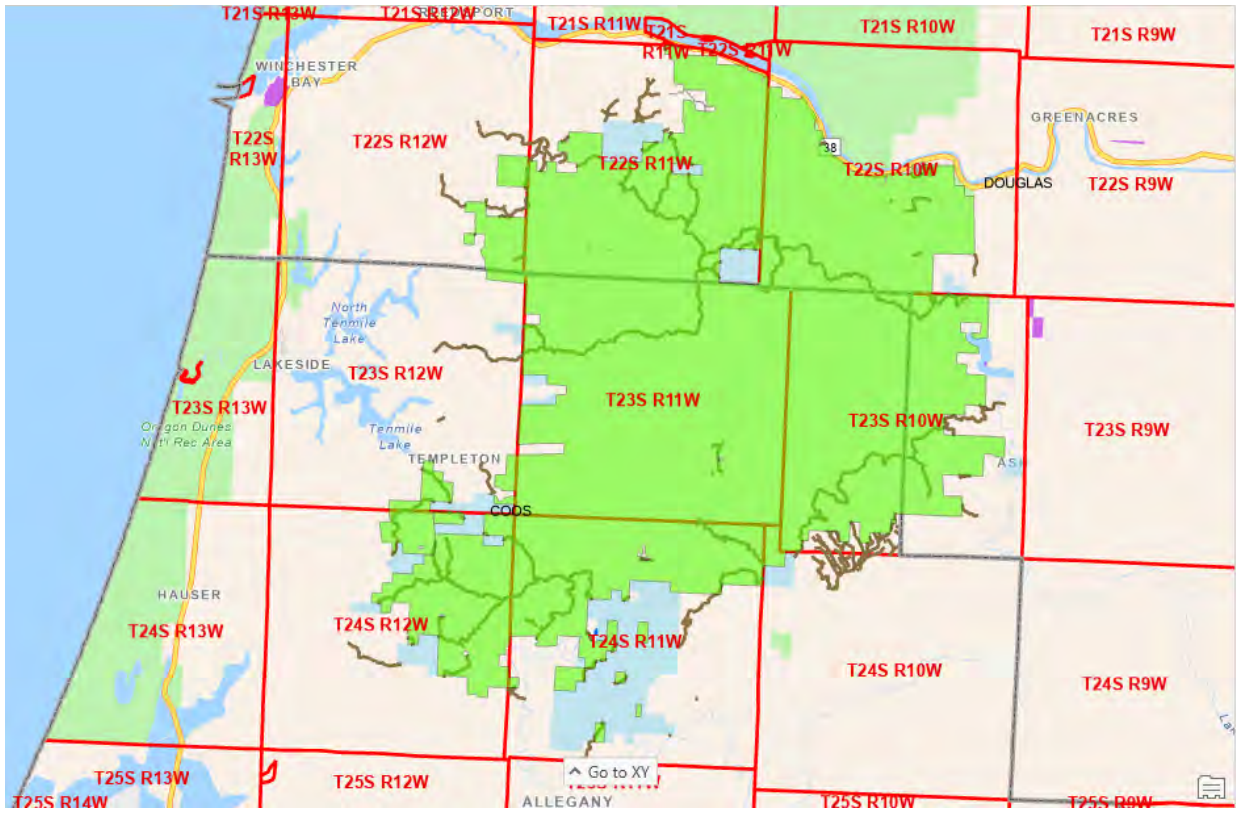 T21S R13W
T21S R12W
T21S R11W
T21S
R11W
T22S R11W
T21S R10W
T21S R9W
WINCHESTER
BAY
GREENACRES
T22S
R13W
T22S R12W
T22S R11W
38
T22S R10W
DOUGLAS
T22S R9W
North
Tenmile
Lake
LAKESIDE
T23S R12W
T23S R13W
Oregon Dunes
Nat'l Rec Area
Tenmile
Lake
TEMPLETON
T23S R11W
T23S R10W
T23S R9W
COOS
HAUSER
T24S R13W
T24S R12W
T24S R11W
T24S R10W
T24S R9W
T25S R13W
T25S R14W
T25S R12W
Go to XY
ALLEGANY
T25S R10W
T25S R9W